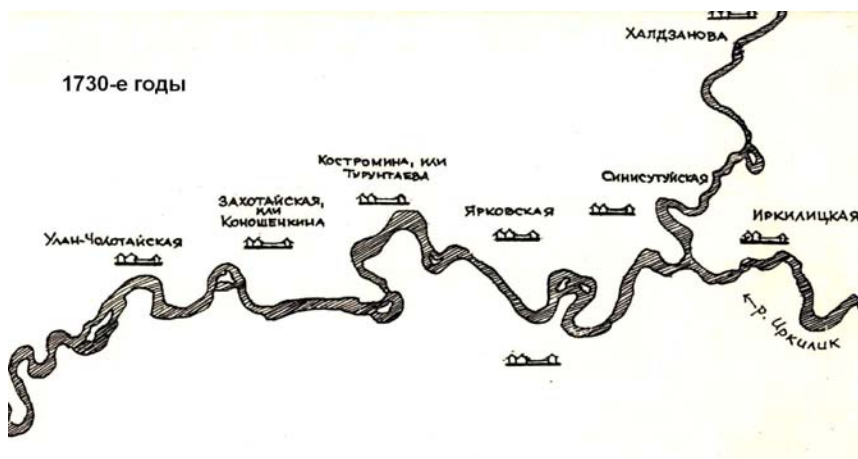 ХАЛДЗАНОВА
1730-е годы
КОСТРОМИНА, ИЛИ
ТУРУНТАЕВА
СИНИСУТУЙСКАЯ
ЗАХОТАЙСКАЯ,
ИЛИ
КОНОШЕНКИНА
ЯРКОВСКАЯ
ИРКИЛИЦКАЯ
УЛАН-ЧОЛОТАЙСКАЯ
р. Иркилик